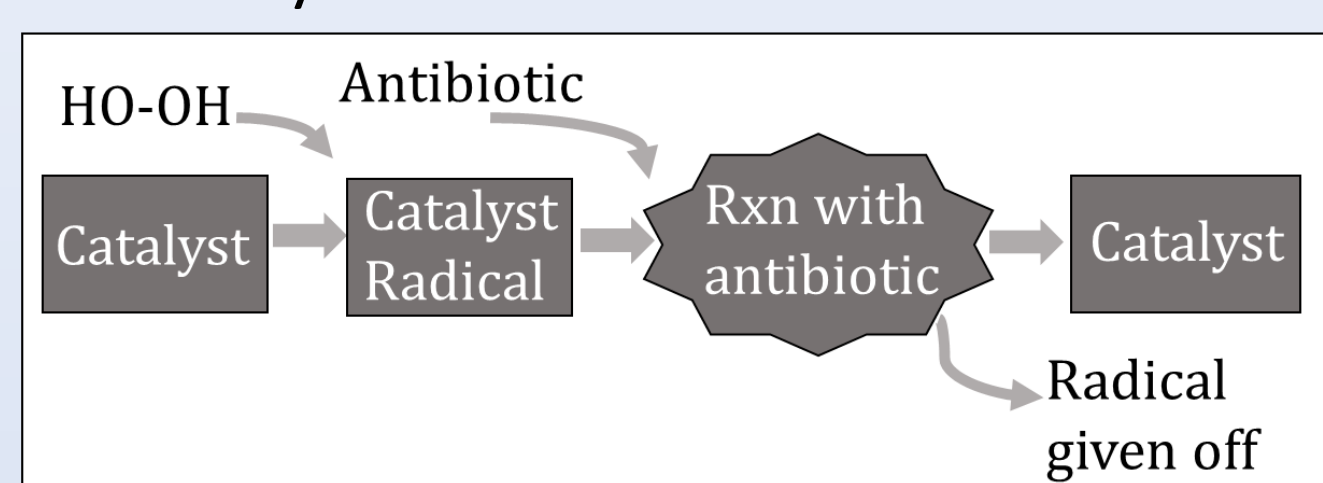 HO-OH
Antibiotic
Catalyst
Catalyst
Radical
Rxn with
antibiotic
Catalyst
Radical
given off